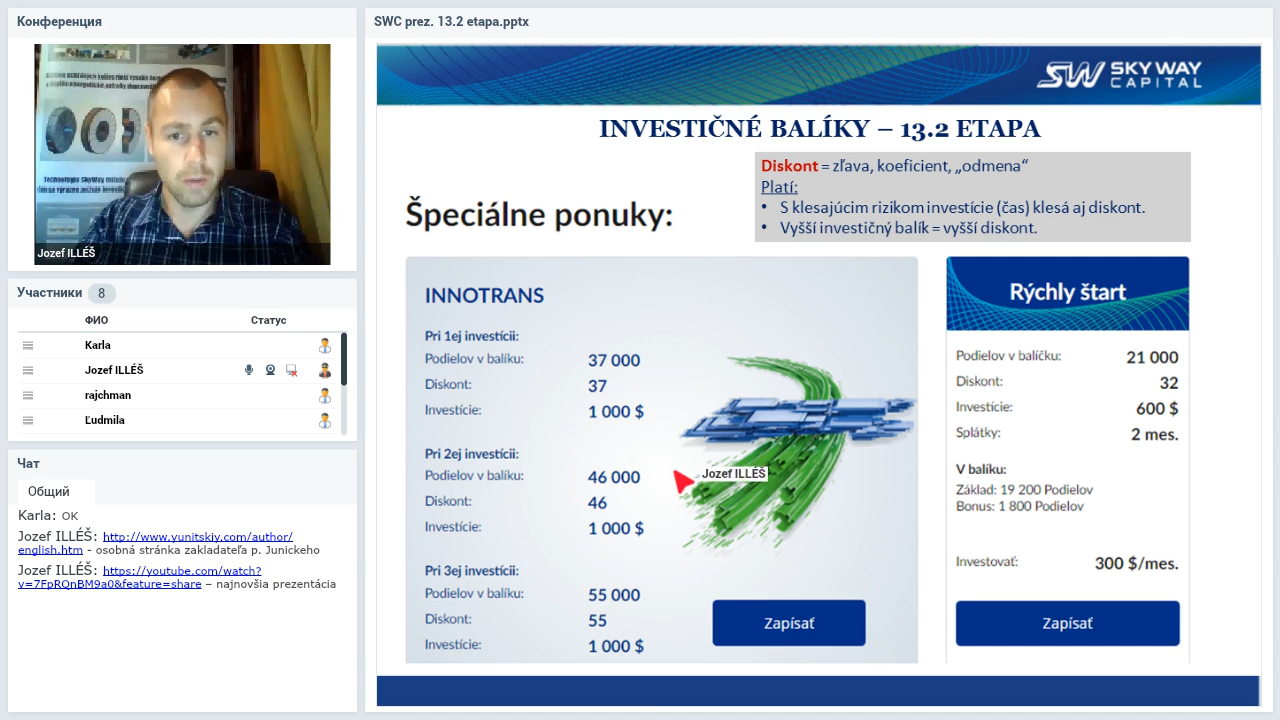 Конференция
Technológia SkyWay
Jozef ILLÉŠ
Участники 8
ФИО Статус
Karla
Jozef ILLÉŠ
rajchman
Ľudmila
Чат
Общий
Karla: OK
Jozef ILLÉŠ: http://www.yunitskiy.com/author/
english.htm - osobná stránka zakladateľa p. Junickeho
Jozef ILLÉŠ: https://youtube.com/watch?
v=7FpRQnBM9a0&feature=share – najnovšia prezentácia
SWC prez. 13.2 etapa.pptx
SW SKY WAY
CAPITAL
INVESTIČNÉ BALÍKY – 13.2 ETAPA
Diskont = zľava, koeficient, „odmena“
Platí:
• S klesajúcim rizikom investície (čas) klesá aj diskont.
• Vyšší investičný balík = vyšší diskont.
Špeciálne ponuky:
INNOTRANS
Pri 1ej investícii:
Podielov v balíku: 37 000
Diskont: 37
Investície: 1 000 $
Pri 2ej investícii:
Podielov v balíku: 46 000
Jozef ILLÉŠ
Diskont: 46
Investície: 1 000 $
Pri 3ej investícii:
Podielov v balíku: 55 000
Diskont: 55
Investície: 1 000 $
Zapísať
Rýchly štart
Podielov v balíčku: 21 000
Diskont: 32
Investície: 600 $
Splátky: 2 mes.
V balíku:
Základ: 19 200 Podielov
Bonus: 1 800 Podielov
Investovať: 300 $/mes.
Zapísať